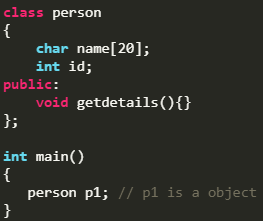 class person
{
    char name[20];
    int id;
public:
    void getdetails(){}
};

int main()
{
   person p1; // p1 is a object
}